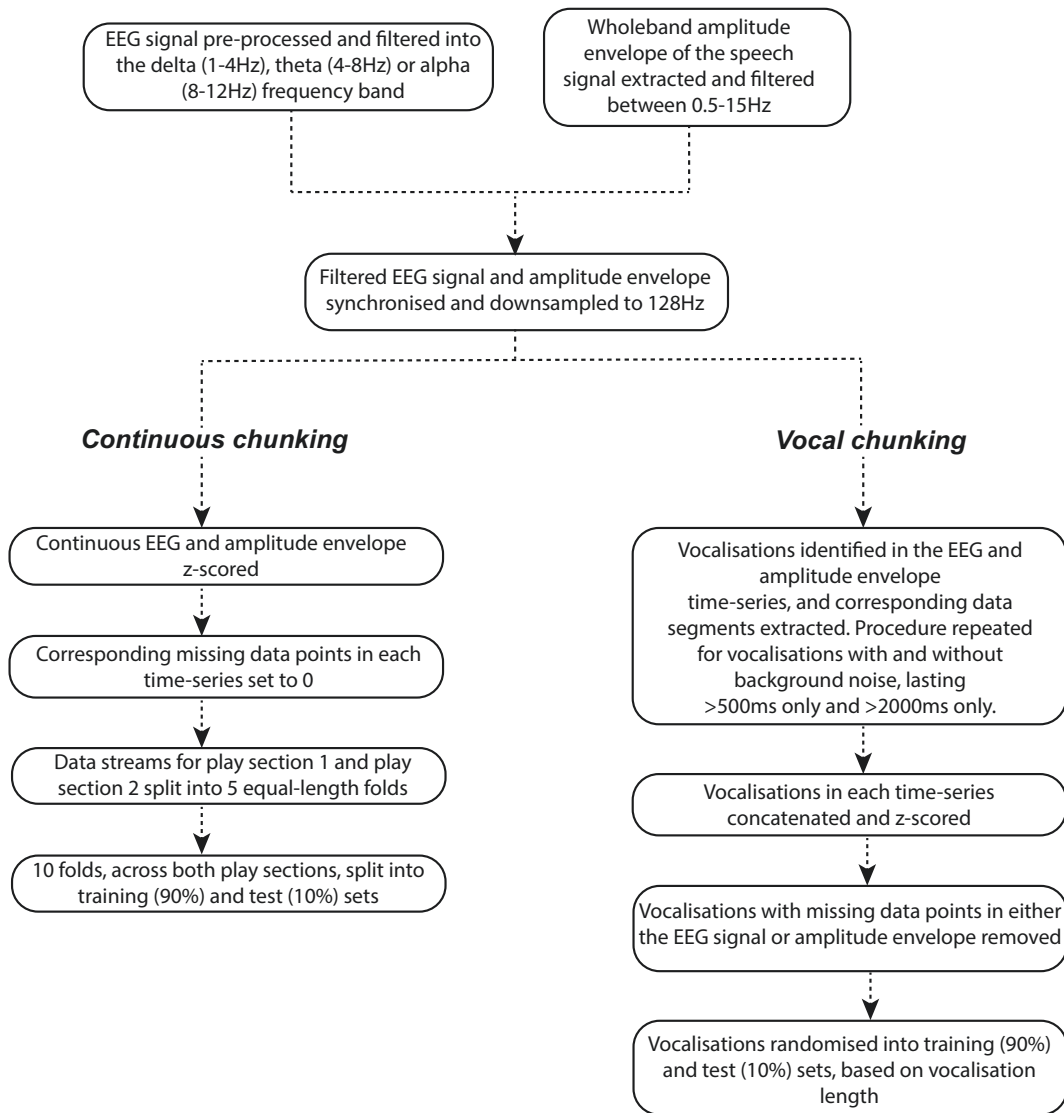 EEG signal pre-processed and filtered into
the delta (1-4Hz), theta (4-8Hz) or alpha
(8-12Hz) frequency band
Wholeband amplitude
envelope of the speech
signal extracted and filtered
between 0.5-15Hz
Filtered EEG signal and amplitude envelope
synchronised and downsampled to 128Hz
Continuous chunking
Continuous EEG and amplitude envelope
z-scored
Corresponding missing data points in each
time-series set to 0
Data streams for play section 1 and play
section 2 split into 5 equal-length folds
10 folds, across both play sections, split into
training (90%) and test (10%) sets
Vocal chunking
Vocalisations identified in the EEG and
amplitude envelope
time-series, and corresponding data
segments extracted. Procedure repeated
for vocalisations with and without
background noise, lasting
>500ms only and >2000ms only.
Vocalisations in each time-series
concatenated and z-scored
Vocalisations with missing data points in either
the EEG signal or amplitude envelope removed
Vocalisations randomised into training (90%)
and test (10%) sets, based on vocalisation
length